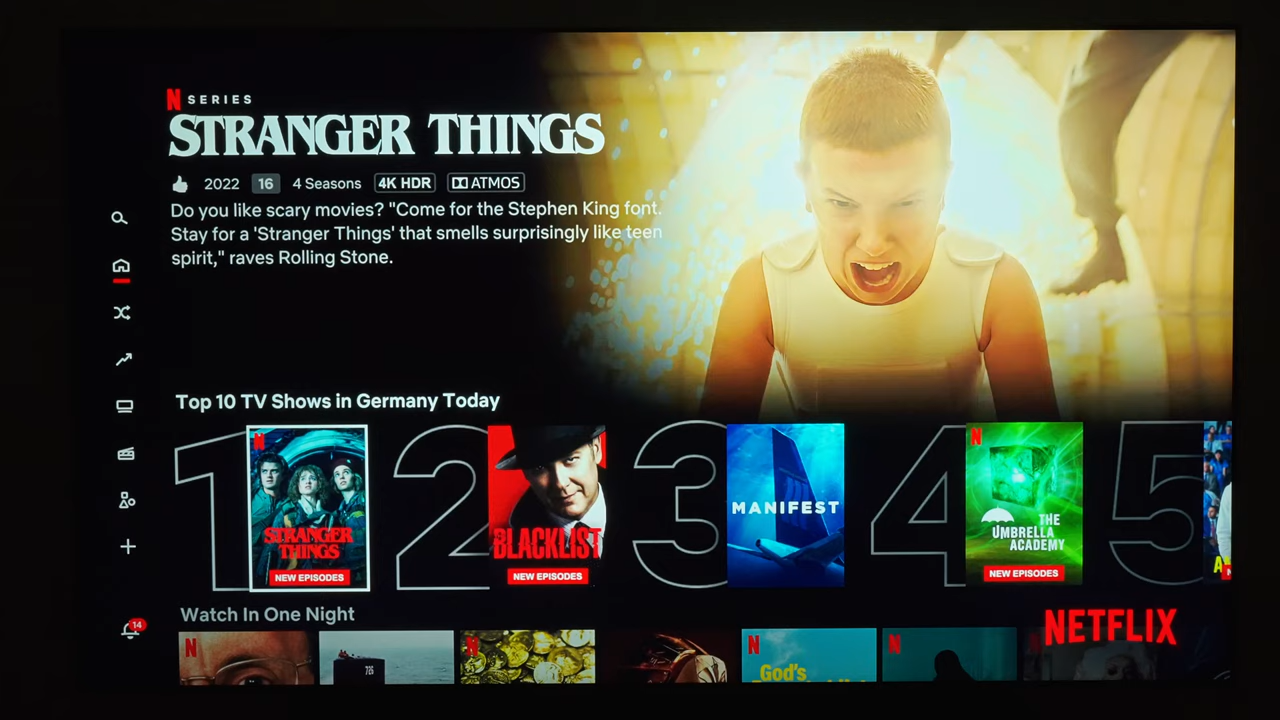 N SERIES
STRANGER THINGS
2022 16 4 Seasons 4K HDR ATMOS
Do you like scary movies? "Come for the Stephen King font.
Stay for a 'Stranger Things' that smells surprisingly like teen
spirit," raves Rolling Stone.
Top 10 TV Shows in Germany Today
1
N
STRANGER
THINGS
NEW EPISODES
2
BLACKLIST
NEW EPISODES
3
MANIFEST
4
N
THE
UMBRELLA
ACADEMY
NEW EPISODES
5
14
Watch In One Night
NETFLIX
N
N
God's
N